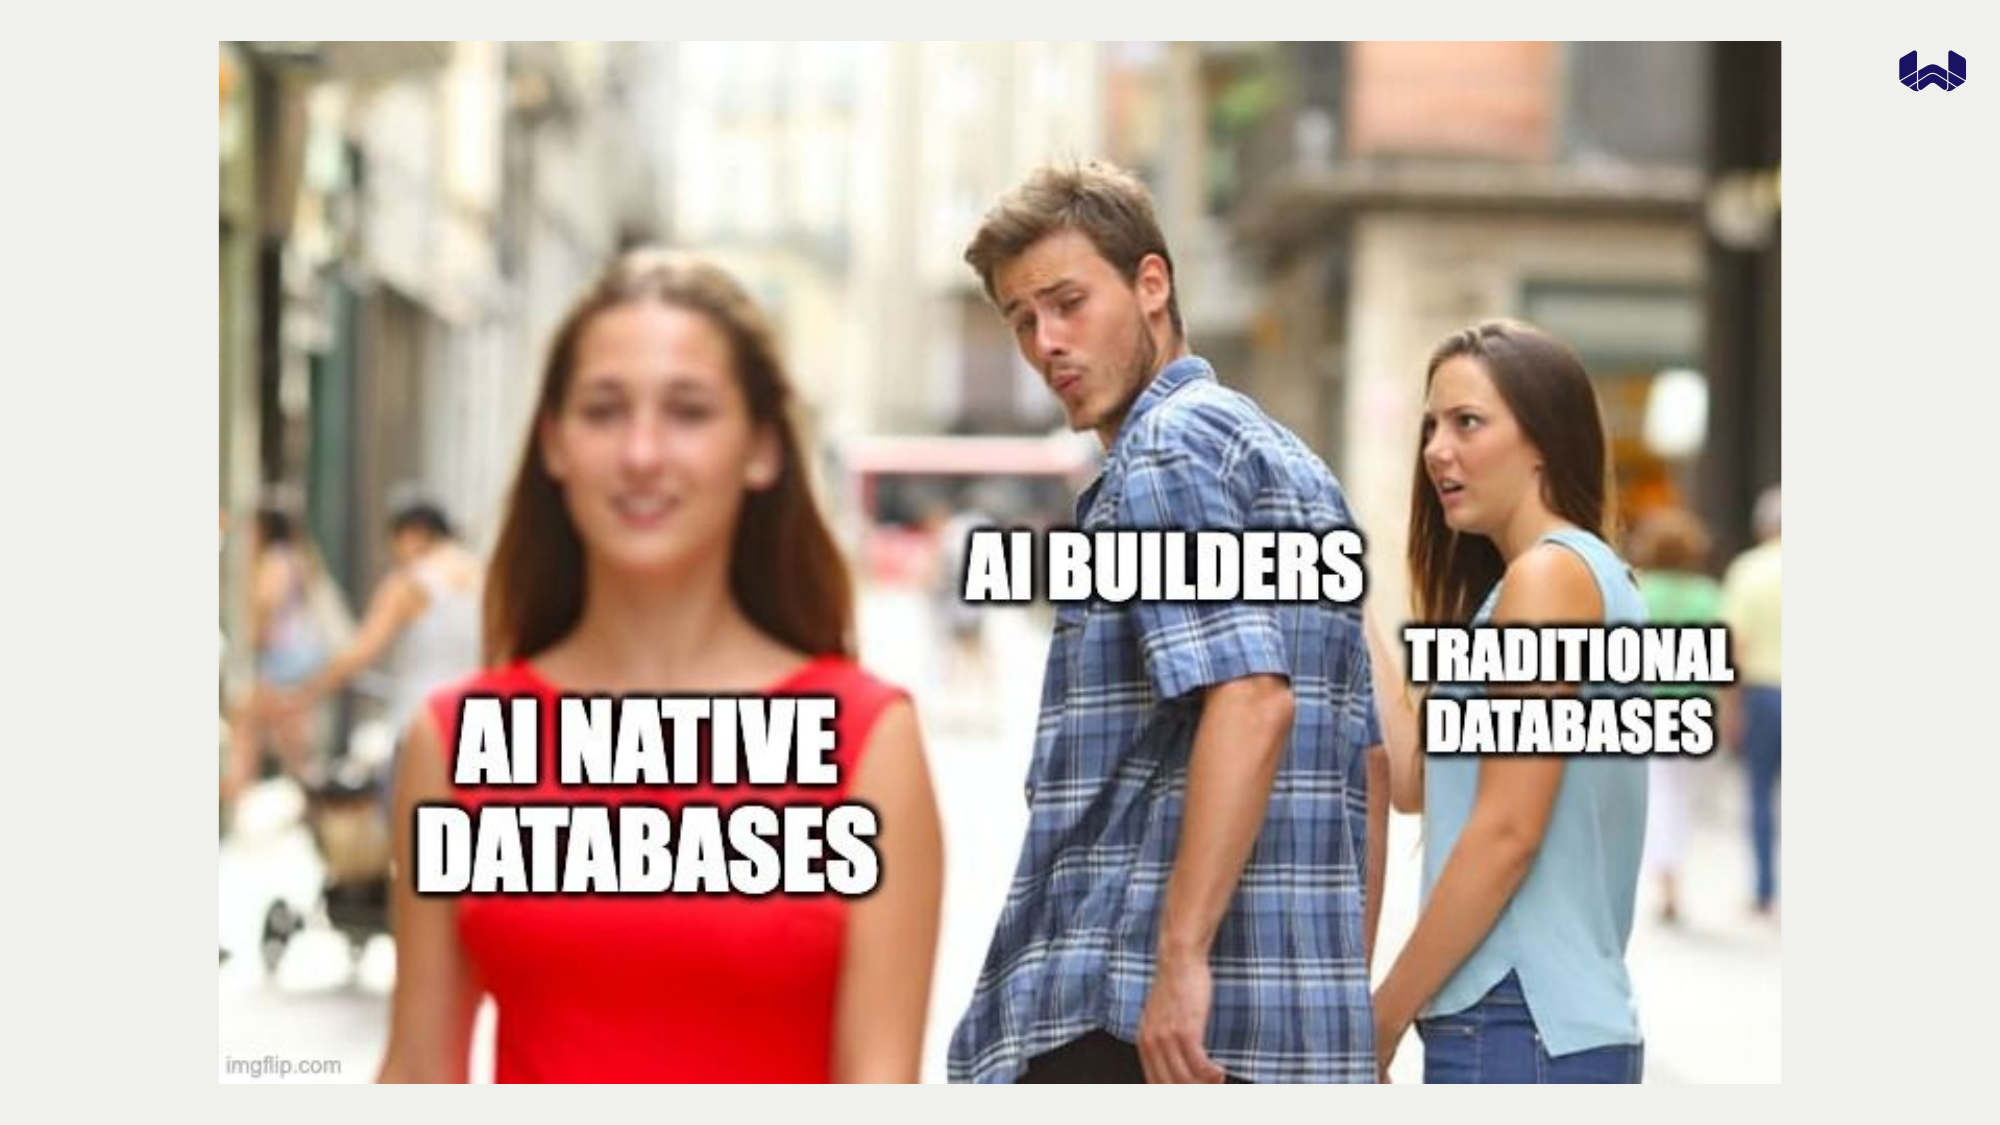 AI BUILDERS
TRADITIONAL
DATABASES
AI NATIVE
DATABASES
imgflip.com